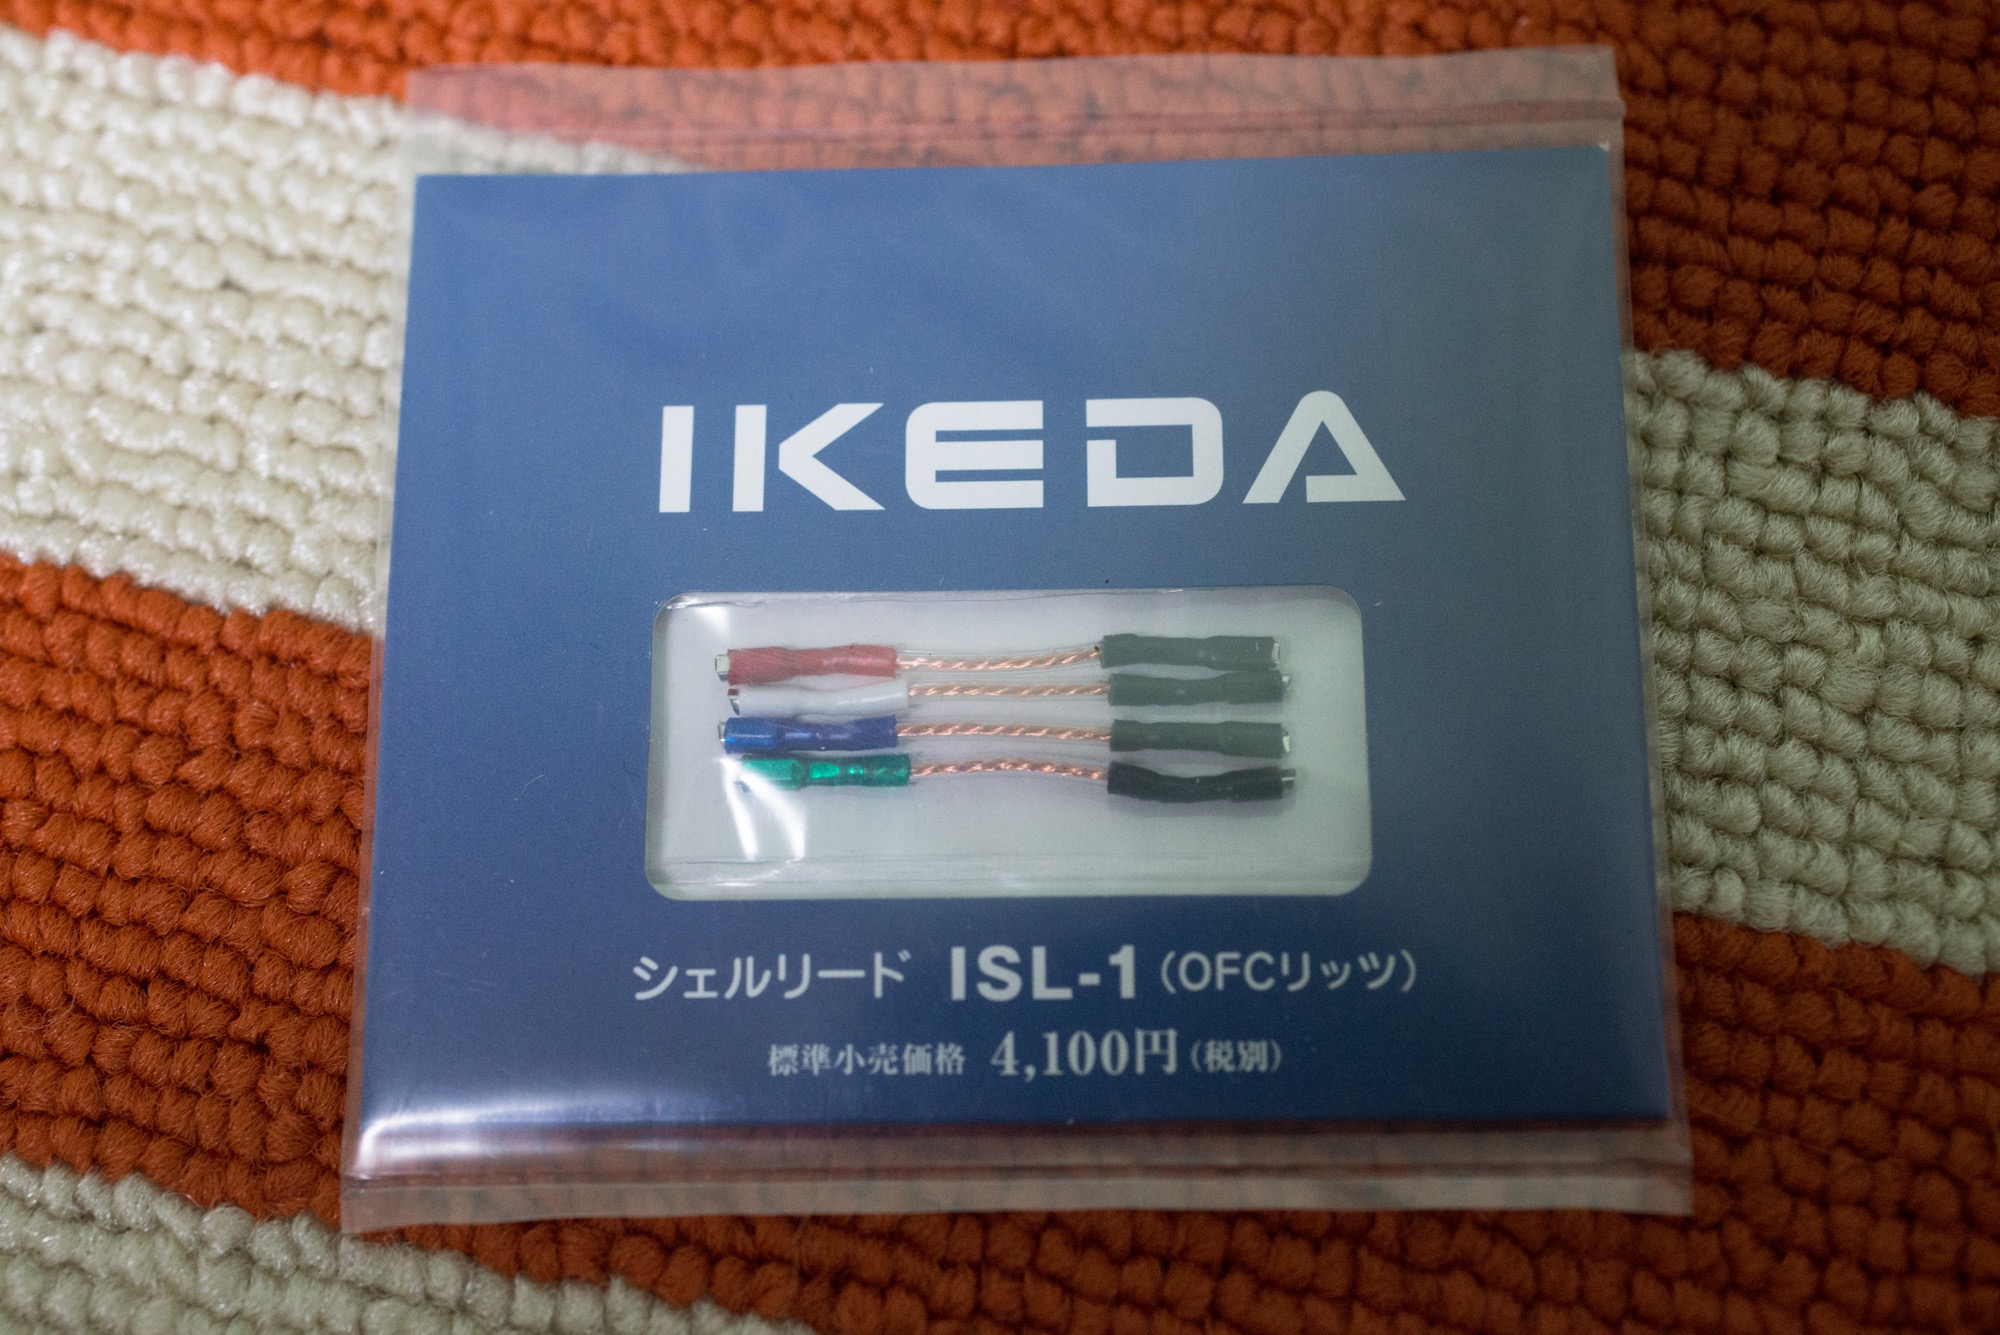 IKEDA
シェルリード ISL-1（OFCリッツ）
標準小売価格 4,100円（税別）